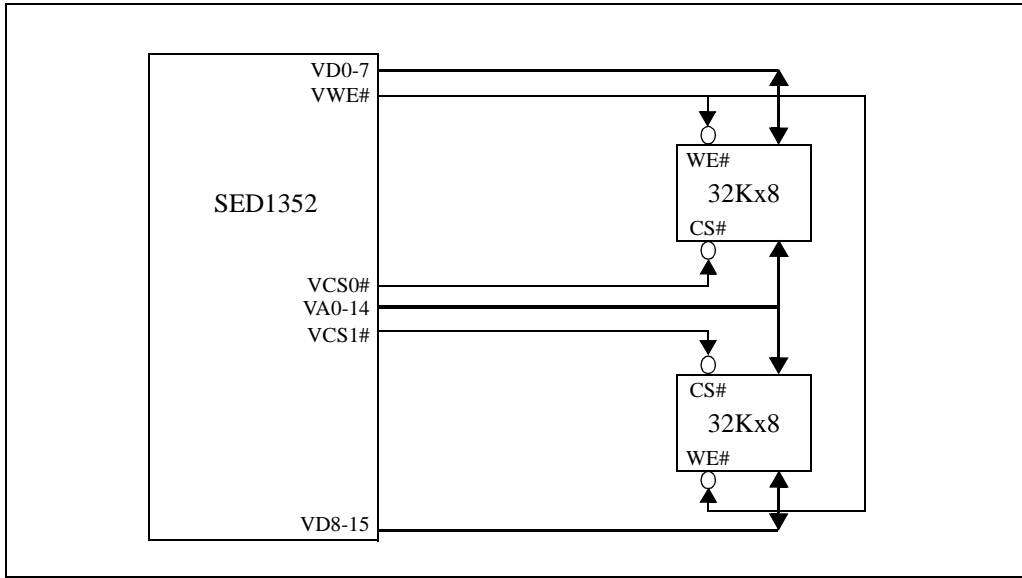 VD0-7
VWE#
SED1352
VCS0#
VA0-14
VCS1#
VD8-15
WE#
32Kx8
CS#
CS#
32Kx8
WE#